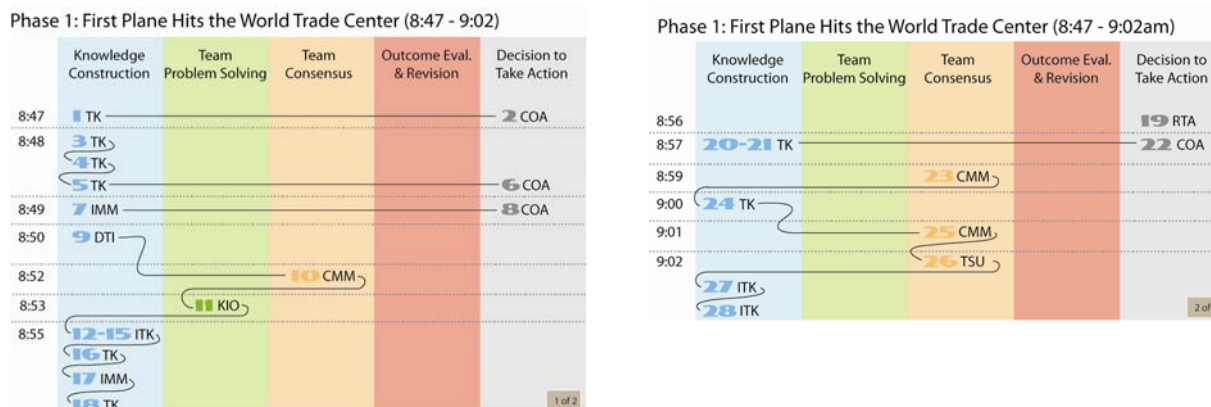 Phase 1: First Plane Hits the World Trade Center (8:47 - 9:02)
Knowledge Construction
Team Problem Solving
Team Consensus
Outcome Eval. & Revision
Decision to Take Action
8:47 1 TK 2 COA
8:48 3 TK
4 TK
5 TK 6 COA
8:49 7 IMM 8 COA
8:50 9 DTI
8:52 10 CMM
8:53 11 KIO
8:55 12-15 ITK
16 TK
17 IMM
18 TK
1 of 2
Phase 1: First Plane Hits the World Trade Center (8:47 - 9:02am)
Knowledge Construction
Team Problem Solving
Team Consensus
Outcome Eval. & Revision
Decision to Take Action
8:56 19 RTA
8:57 20-21 TK 22 COA
8:59 23 CMM
9:00 24 TK
9:01 25 CMM
9:02 26 TSU
27 ITK
28 ITK
2 of